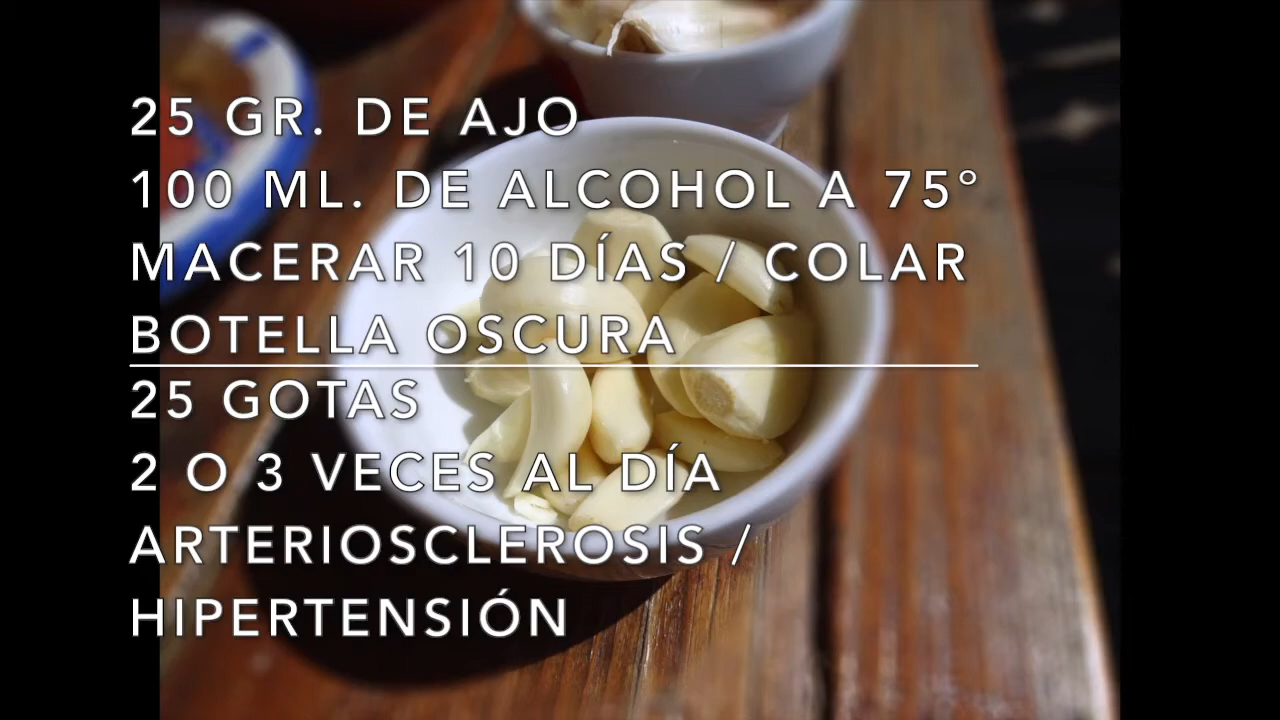 25 GR. DE AJO
100 ML. DE ALCOHOL A 75°
MACERAR 10 DÍAS / COLAR
BOTELLA OSCURA
25 GOTAS
2 O 3 VECES AL DÍA
ARTERIOSCLEROSIS /
HIPERTENSIÓN